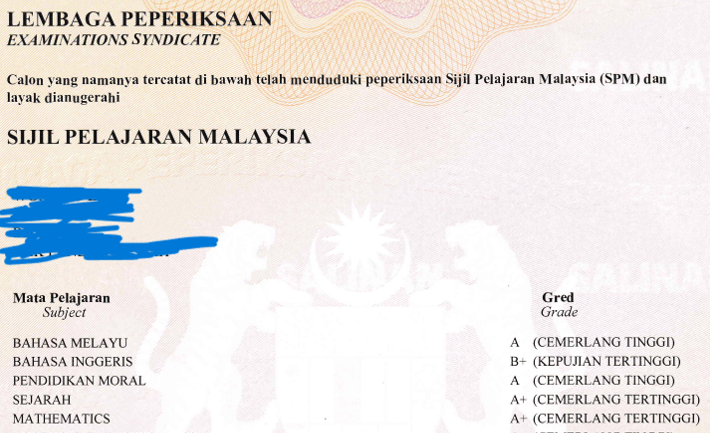 LEMBAGA PEPERIKSAAN
EXAMINATIONS SYNDICATE
Calon yang namanya tercatat di bawah telah menduduki peperiksaan Sijil Pelajaran Malaysia (SPM) dan
layak dianugerahi
SIJIL PELAJARAN MALAYSIA
SALINAN
Mata Pelajaran Gred
Subject Grade
BAHASA MELAYU A (CEMERLANG TINGGI)
BAHASA INGGERIS B+ (KEPUJIAN TERTINGGI)
PENDIDIKAN MORAL A (CEMERLANG TINGGI)
SEJARAH A+ (CEMERLANG TERTINGGI)
MATHEMATICS A+ (CEMERLANG TERTINGGI)